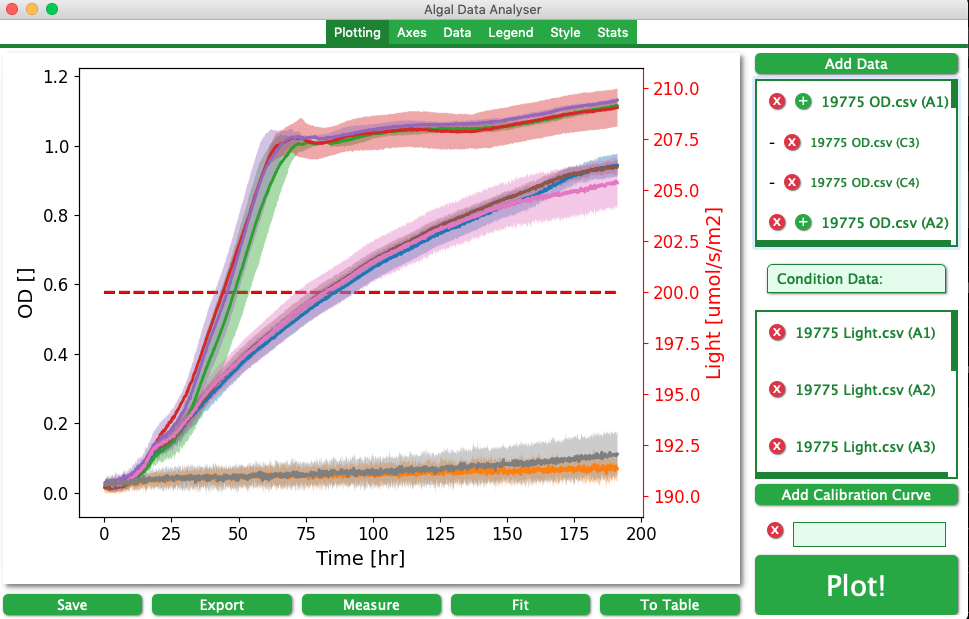 Algal Data Analyser
Plotting Axes Data Legend Style Stats
1.2
1.0
0.8
0.6
0.4
0.2
0.0
OD []
0 25 50 75 100 125 150 175 200
Time [hr]
210.0
207.5
205.0
202.5
200.0
197.5
195.0
192.5
190.0
Light [umol/s/m2]
Add Data
x + 19775 OD.csv (A1)
- x 19775 OD.csv (C3)
- x 19775 OD.csv (C4)
x + 19775 OD.csv (A2)
Condition Data:
x 19775 Light.csv (A1)
x 19775 Light.csv (A2)
x 19775 Light.csv (A3)
Add Calibration Curve
x
Plot!
Save Export Measure Fit To Table